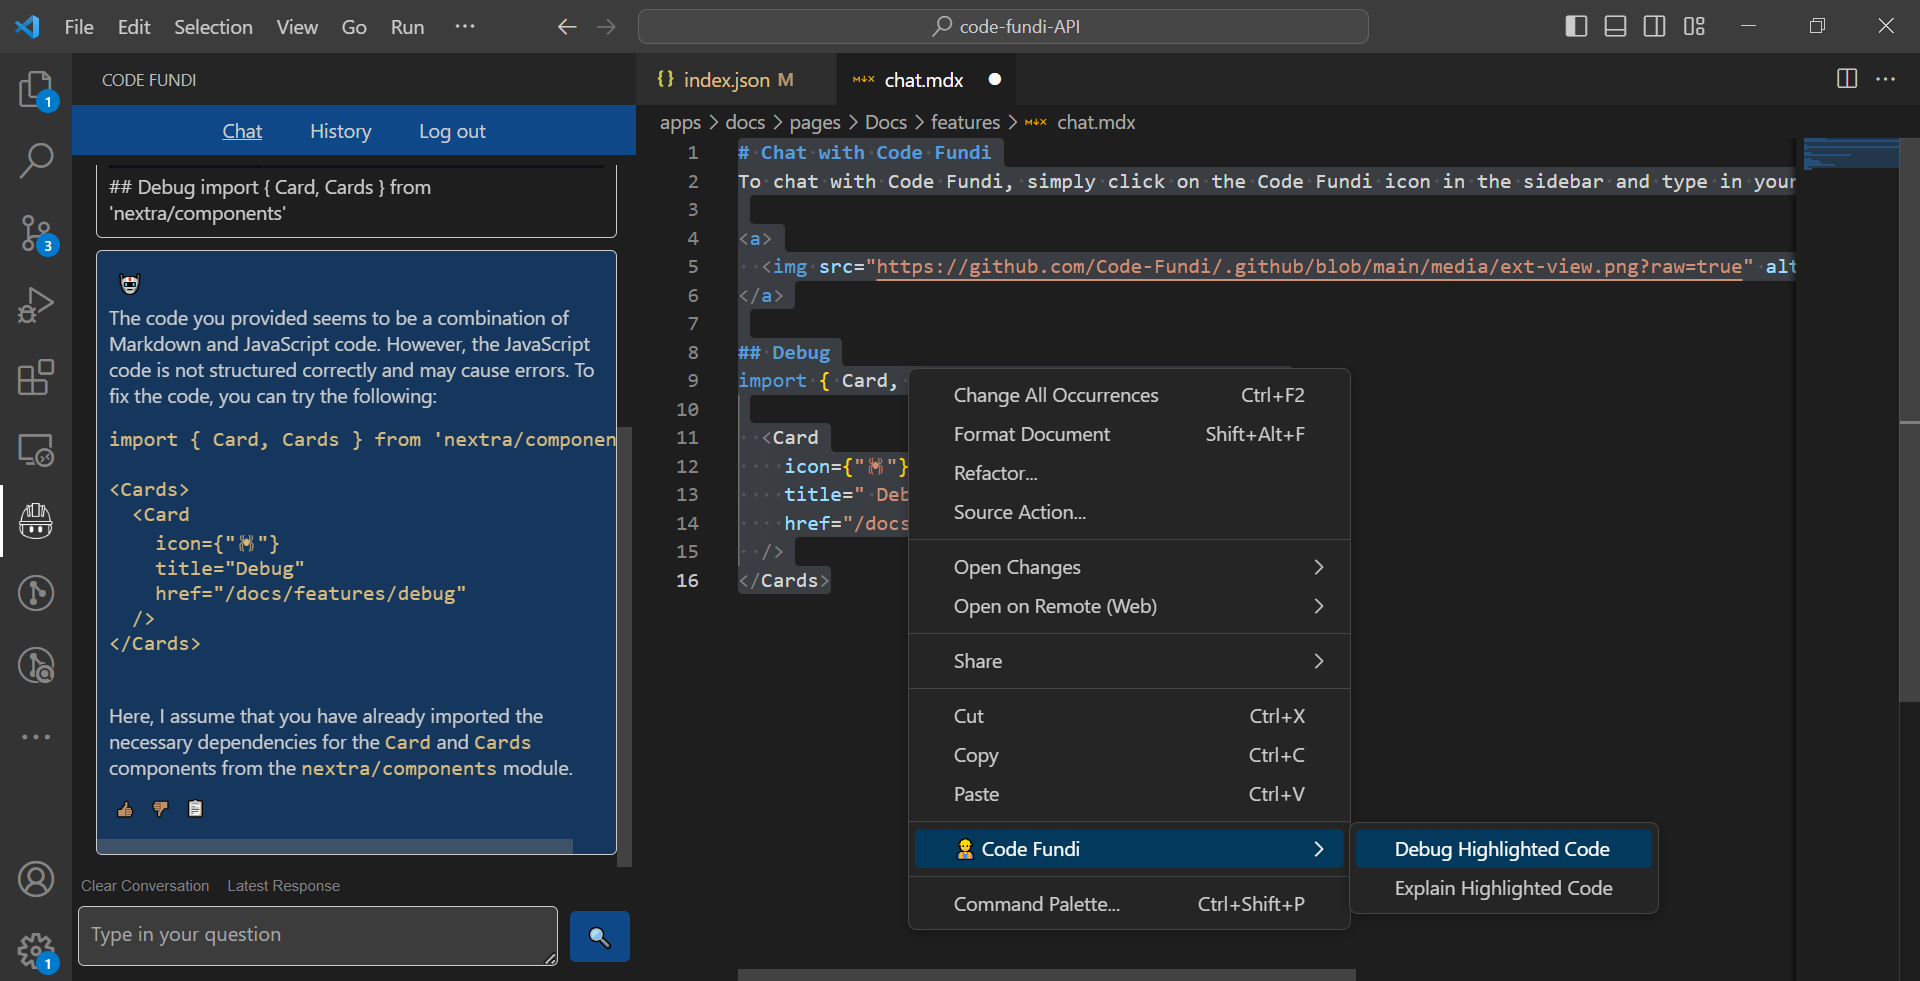 File Edit Selection View Go Run ···
code-fundi-API
CODE FUNDI
Chat History Log out
## Debug import { Card, Cards } from
'nextra/components'
The code you provided seems to be a combination of
Markdown and JavaScript code. However, the JavaScript
code is not structured correctly and may cause errors. To
fix the code, you can try the following:
import { Card, Cards } from 'nextra/componen
<Cards>
<Card
icon={"🕷"}
title="Debug"
href="/docs/features/debug"
/>
</Cards>
Here, I assume that you have already imported the
necessary dependencies for the Card and Cards
components from the nextra/components module.
Clear Conversation Latest Response
Type in your question
1
3
1
{} index.json M
M↓X chat.mdx
apps > docs > pages > Docs > features > M↓X chat.mdx
1 # Chat with Code Fundi
2 To chat with Code Fundi, simply click on the Code Fundi icon in the sidebar and type in your
3
4 <a>
5 <img src="https://github.com/Code-Fundi/.github/blob/main/media/ext-view.png?raw=true" alt
6 </a>
7
8 ## Debug
9 import { Card,
10
11 <Card
12 icon={"🕷"}
13 title=" Deb
14 href="/docs
15 />
16 </Cards>
Change All Occurrences Ctrl+F2
Format Document Shift+Alt+F
Refactor...
Source Action...
Open Changes
Open on Remote (Web)
Share
Cut Ctrl+X
Copy Ctrl+C
Paste Ctrl+V
Code Fundi
Command Palette... Ctrl+Shift+P
Debug Highlighted Code
Explain Highlighted Code